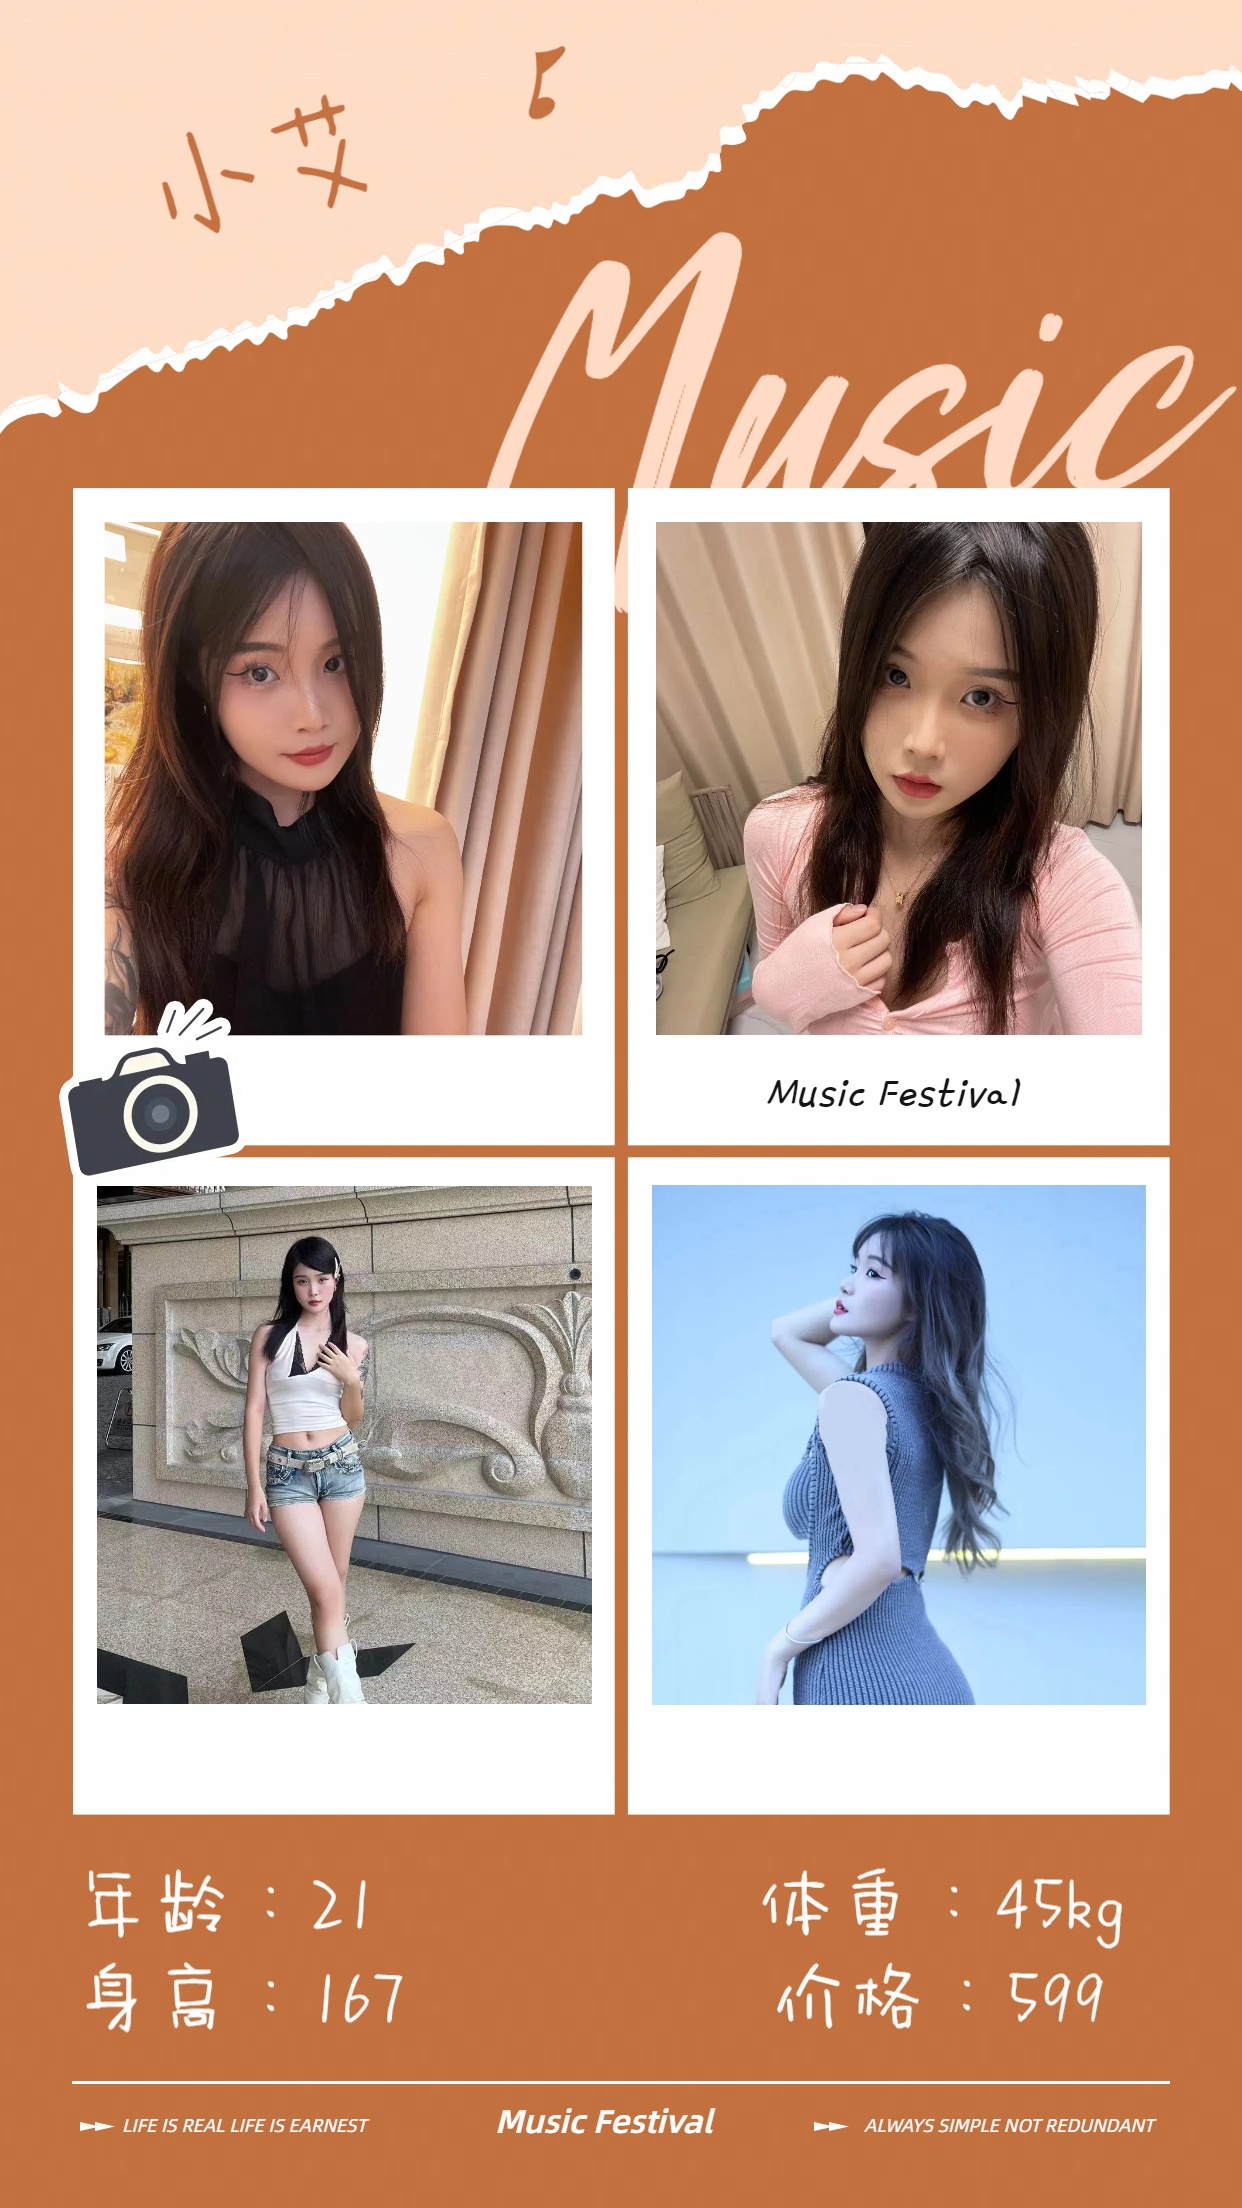 小艾
Music
Music Festival
年龄：21
体重：45kg
身高：167
价格：599
LIFE IS REAL LIFE IS EARNEST
Music Festival
ALWAYS SIMPLE NOT REDUNDANT